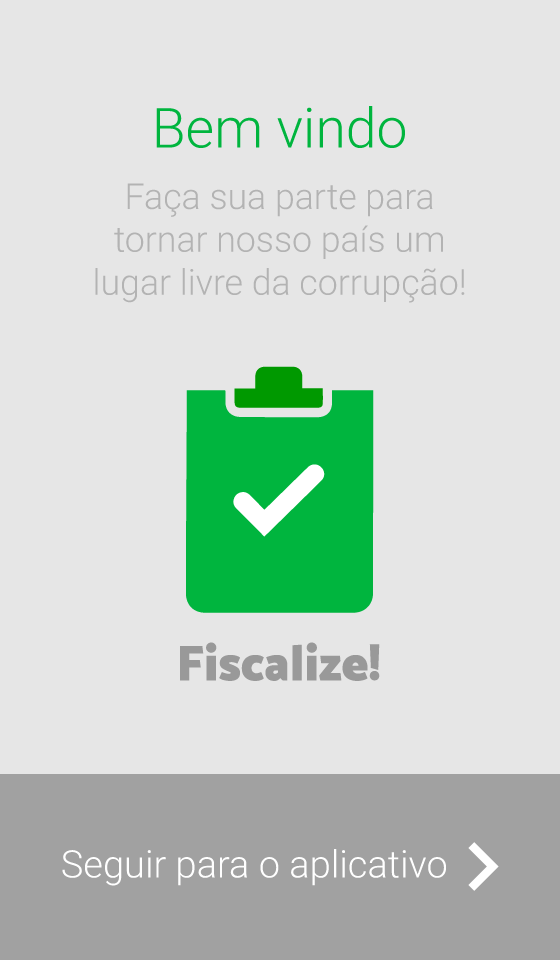 Bem vindo
Faça sua parte para
tornar nosso país um
lugar livre da corrupção!
Fiscalize!
Seguir para o aplicativo